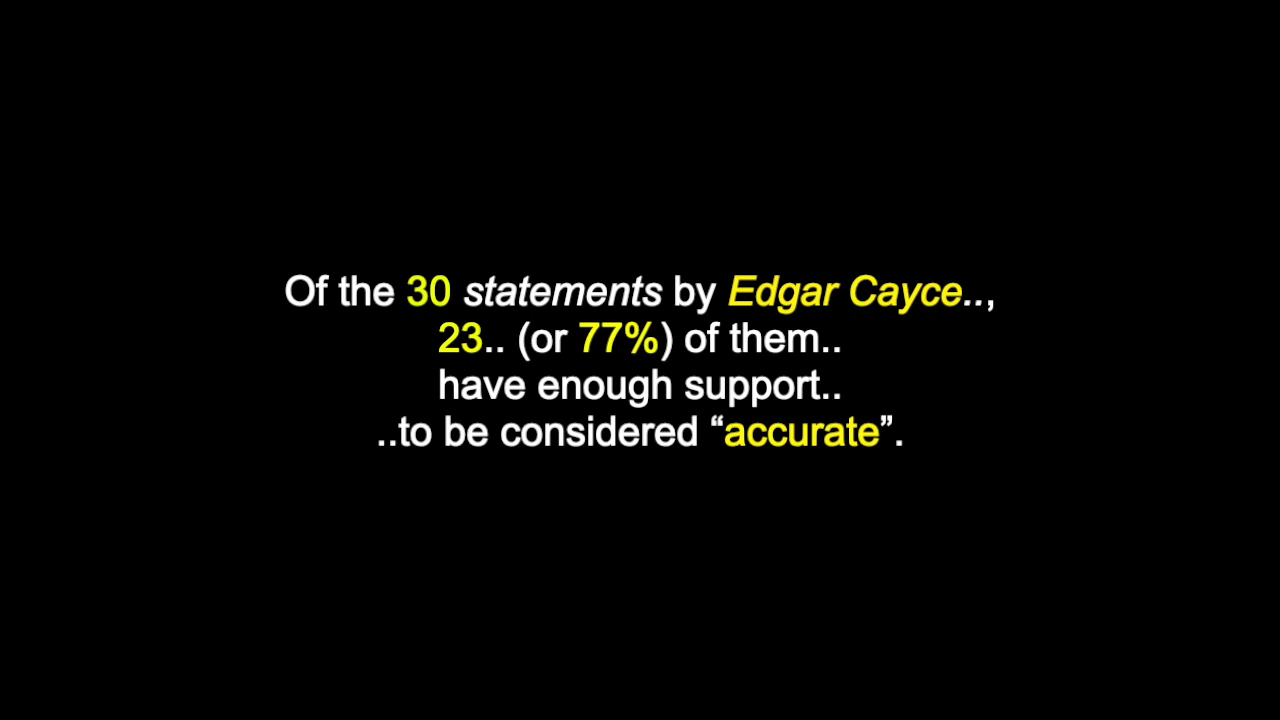 Of the 30 statements by Edgar Cayce..,
23.. (or 77%) of them..
have enough support..
..to be considered “accurate”.